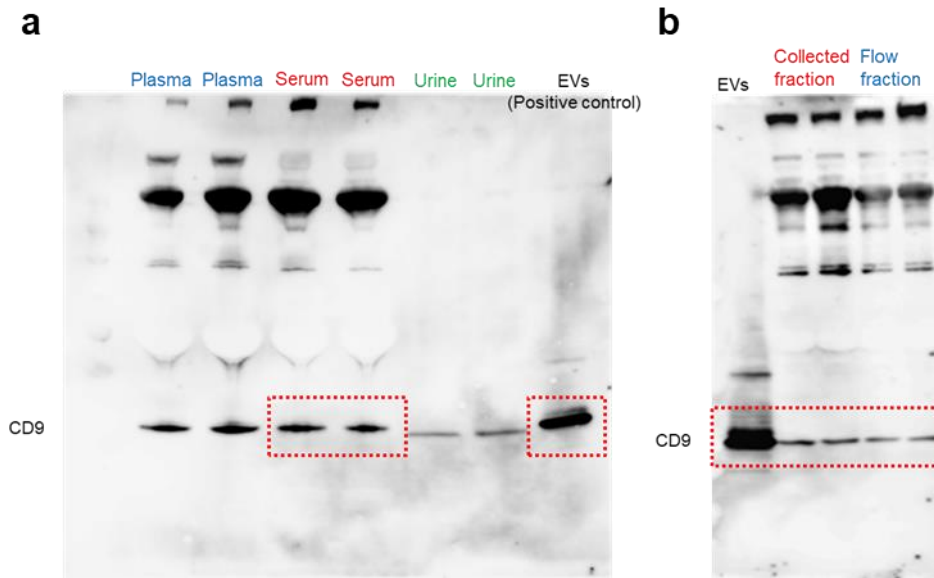 a
Plasma Plasma Serum Serum Urine Urine EVs
(Positive control)
CD9
b
EVs
Collected
fraction
Flow
fraction
CD9